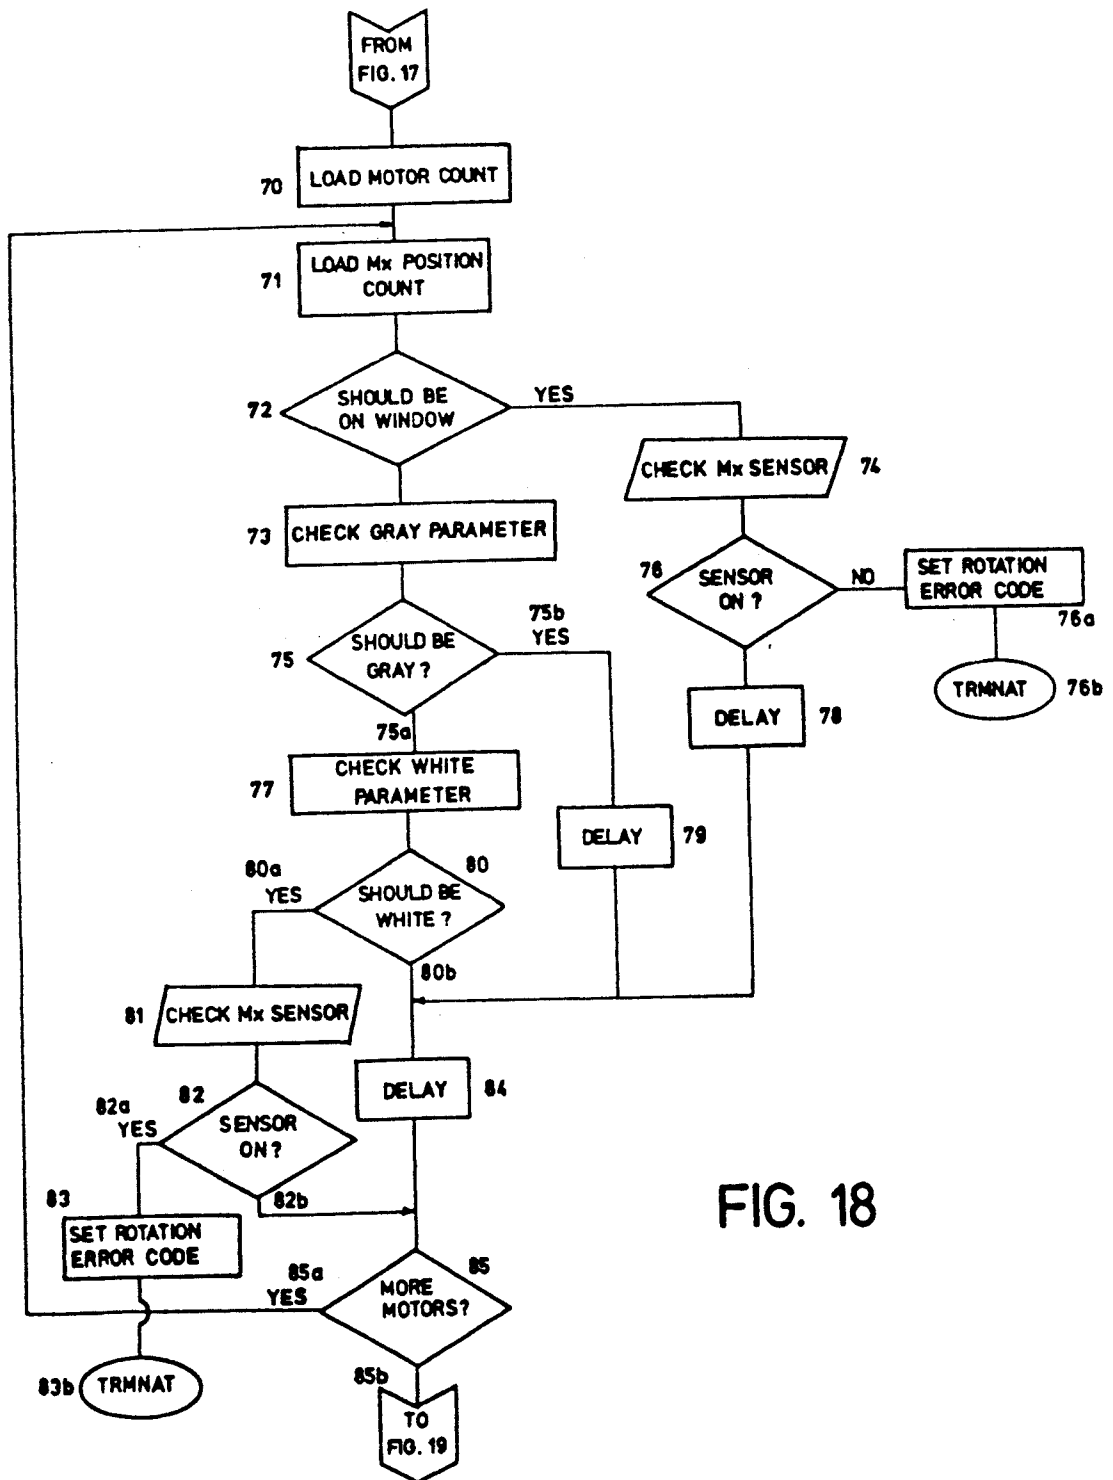 FROM
FIG. 17
70
LOAD MOTOR COUNT
71
LOAD Mx POSITION
COUNT
72
SHOULD BE
ON WINDOW
YES
CHECK Mx SENSOR
74
73
CHECK GRAY PARAMETER
76
SENSOR
ON ?
NO
SET ROTATION
ERROR CODE
76a
75
SHOULD BE
GRAY ?
75b
YES
TRMNAT
76b
75a
DELAY
78
77
CHECK WHITE
PARAMETER
DELAY
79
80a
YES
SHOULD BE
WHITE ?
80
80b
81
CHECK Mx SENSOR
DELAY
84
82a
YES
82
SENSOR
ON ?
82b
83
SET ROTATION
ERROR CODE
85a
YES
MORE
MOTORS?
85
83b
TRMNAT
85b
TO
FIG. 19
FIG. 18